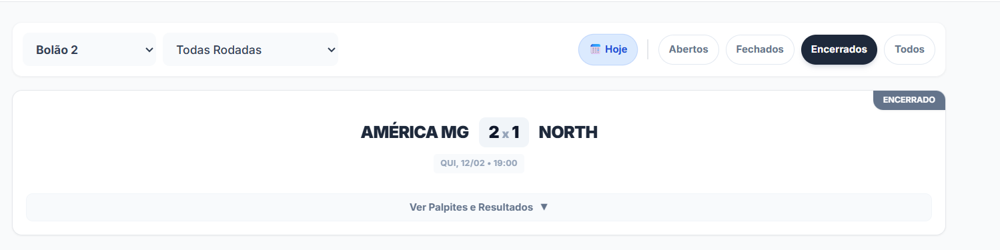 Bolão 2 Todas Rodadas Hoje Abertos Fechados Encerrados Todos
ENCERRADO
AMÉRICA MG 2 x 1 NORTH
QUI, 12/02 • 19:00
Ver Palpites e Resultados ▼